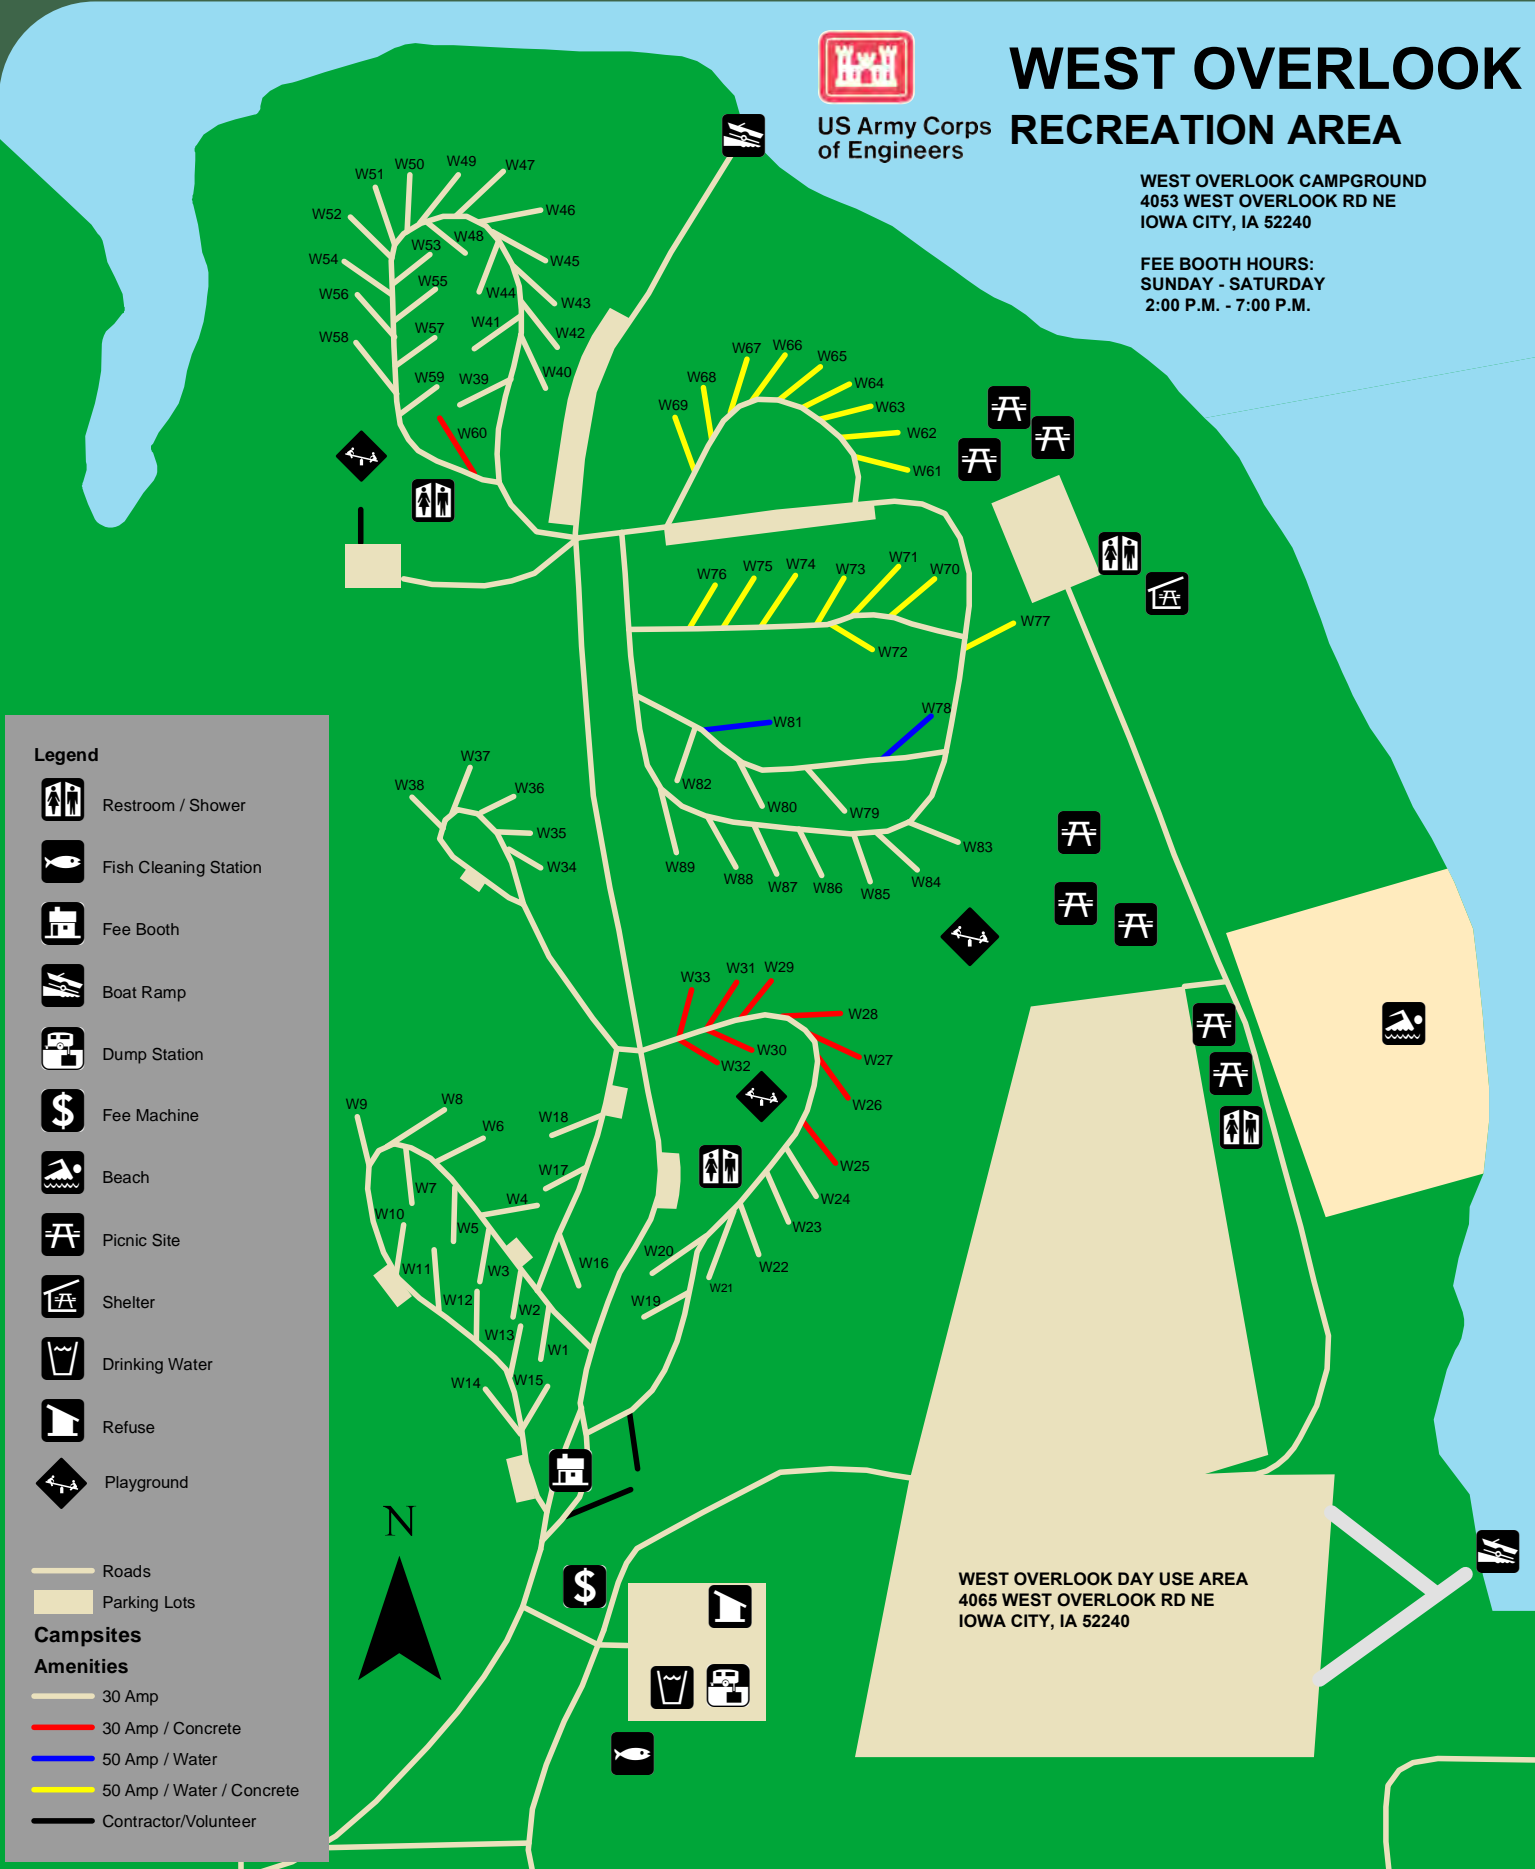 WEST OVERLOOK
RECREATION AREA
US Army Corps
of Engineers
WEST OVERLOOK CAMPGROUND
4053 WEST OVERLOOK RD NE
IOWA CITY, IA 52240
FEE BOOTH HOURS:
SUNDAY - SATURDAY
2:00 P.M. - 7:00 P.M.
W51
W50
W49
W47
W52
W46
W53
W48
W54
W45
W55
W56
W44
W43
W41
W57
W42
W58
W59
W39
W40
W60
W67
W66
W65
W68
W64
W69
W63
W62
W61
W76
W75
W74
W73
W71
W70
W77
W72
W81
W78
W82
W80
W79
W83
W89
W88
W87
W86
W85
W84
W37
W38
W36
W35
W34
W33
W31
W29
W28
W30
W27
W32
W26
W25
W24
W23
W22
W21
W20
W19
W9
W8
W6
W18
W17
W7
W4
W10
W5
W16
W11
W3
W12
W2
W13
W1
W14
W15
Legend
Restroom / Shower
Fish Cleaning Station
Fee Booth
Boat Ramp
Dump Station
$
Fee Machine
Beach
Picnic Site
Shelter
Drinking Water
Refuse
Playground
Roads
Parking Lots
Campsites
Amenities
30 Amp
30 Amp / Concrete
50 Amp / Water
50 Amp / Water / Concrete
Contractor/Volunteer
N
$
WEST OVERLOOK DAY USE AREA
4065 WEST OVERLOOK RD NE
IOWA CITY, IA 52240